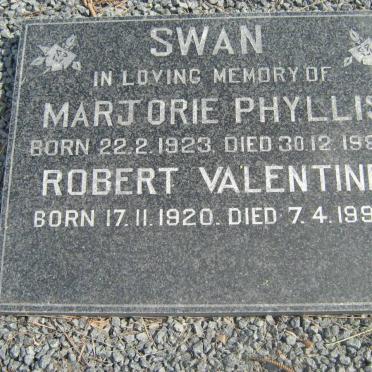 SWAN
IN LOVING MEMORY OF
MARJORIE PHYLLIS
BORN 22.2.1923. DIED 30.12.198
ROBERT VALENTIN
BORN 17.11.1920. DIED 7.4.199